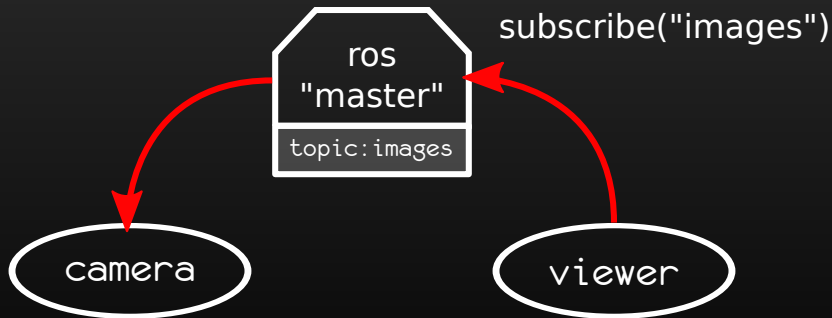 subscribe("images")
ros
"master"
topic:images
camera
viewer